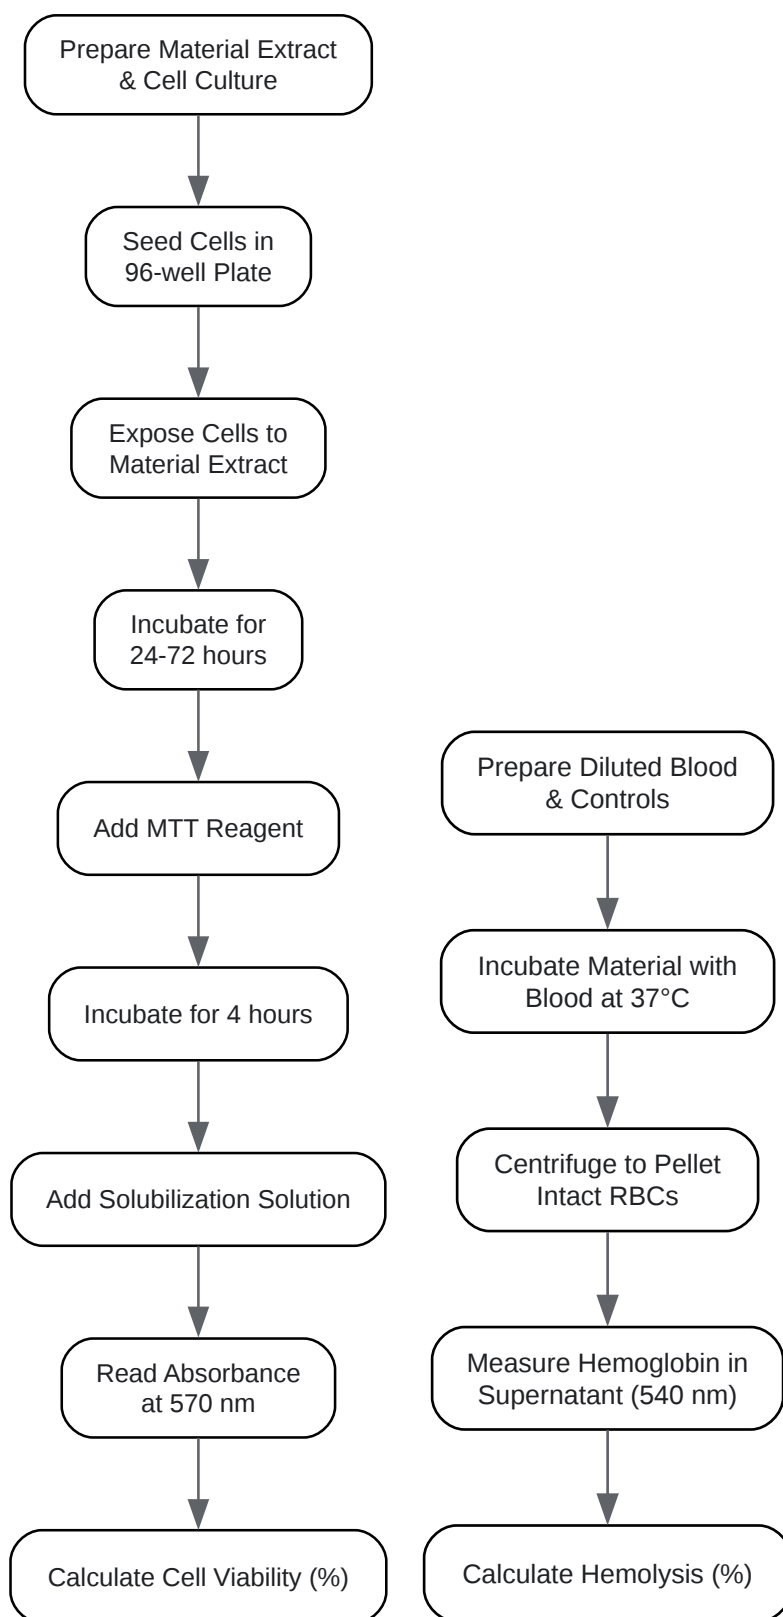 Prepare Material Extract
& Cell Culture
Seed Cells in
96-well Plate
Expose Cells to
Material Extract
Incubate for
24-72 hours
Add MTT Reagent
Incubate for 4 hours
Add Solubilization Solution
Read Absorbance
at 570 nm
Calculate Cell Viability (%)
Prepare Diluted Blood
& Controls
Incubate Material with
Blood at 37°C
Centrifuge to Pellet
Intact RBCs
Measure Hemoglobin in
Supernatant (540 nm)
Calculate Hemolysis (%)